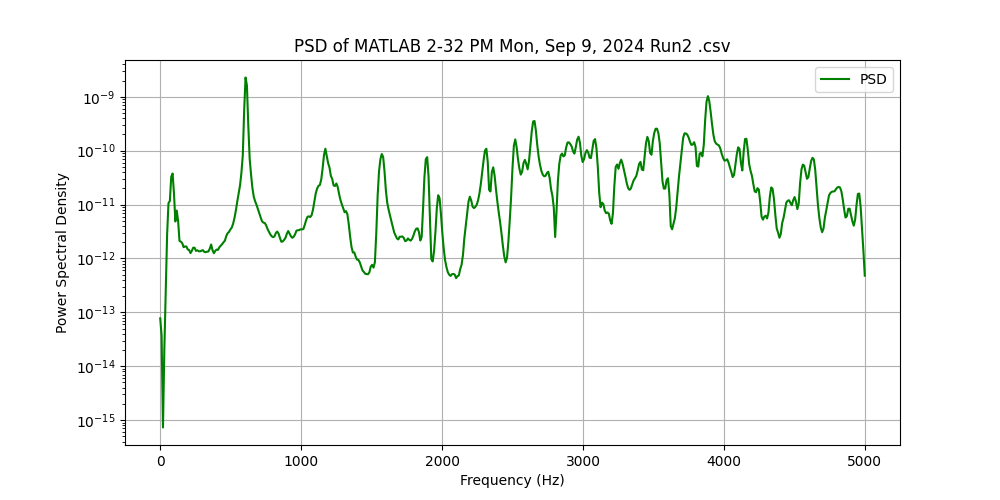 PSD of MATLAB 2-32 PM Mon, Sep 9, 2024 Run2 .csv
PSD
Power Spectral Density
10⁻⁹
10⁻¹⁰
10⁻¹¹
10⁻¹²
10⁻¹³
10⁻¹⁴
10⁻¹⁵
0 1000 2000 3000 4000 5000
Frequency (Hz)